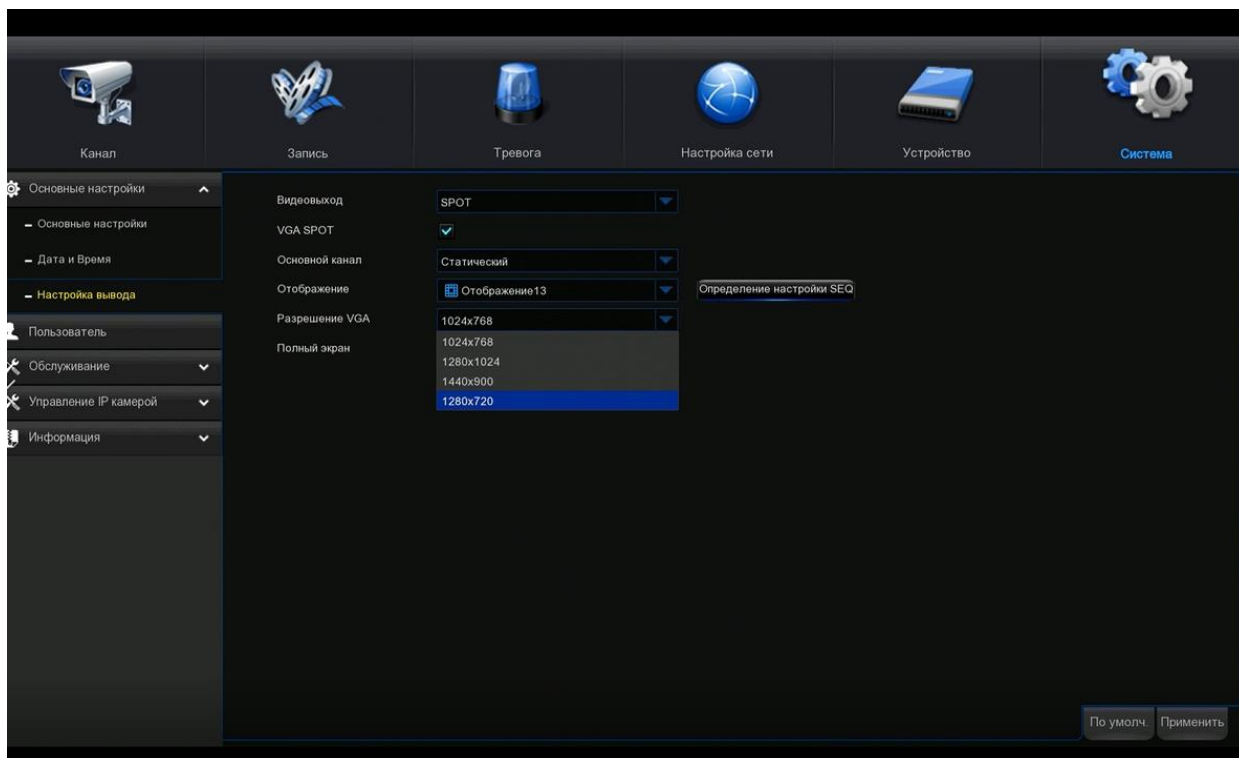 Канал
Запись
Тревога
Настройка сети
Устройство
Система
Основные настройки
Основные настройки
Дата и Время
Настройка вывода
Пользователь
Обслуживание
Управление IP камерой
Информация
Видеовыход
SPOT
VGA SPOT
Основной канал
Статический
Отображение
Отображение13
Определение настройки SEQ
Разрешение VGA
1024x768
Полный экран
1024x768
1280x1024
1440x900
1280x720
По умолч.
Применить